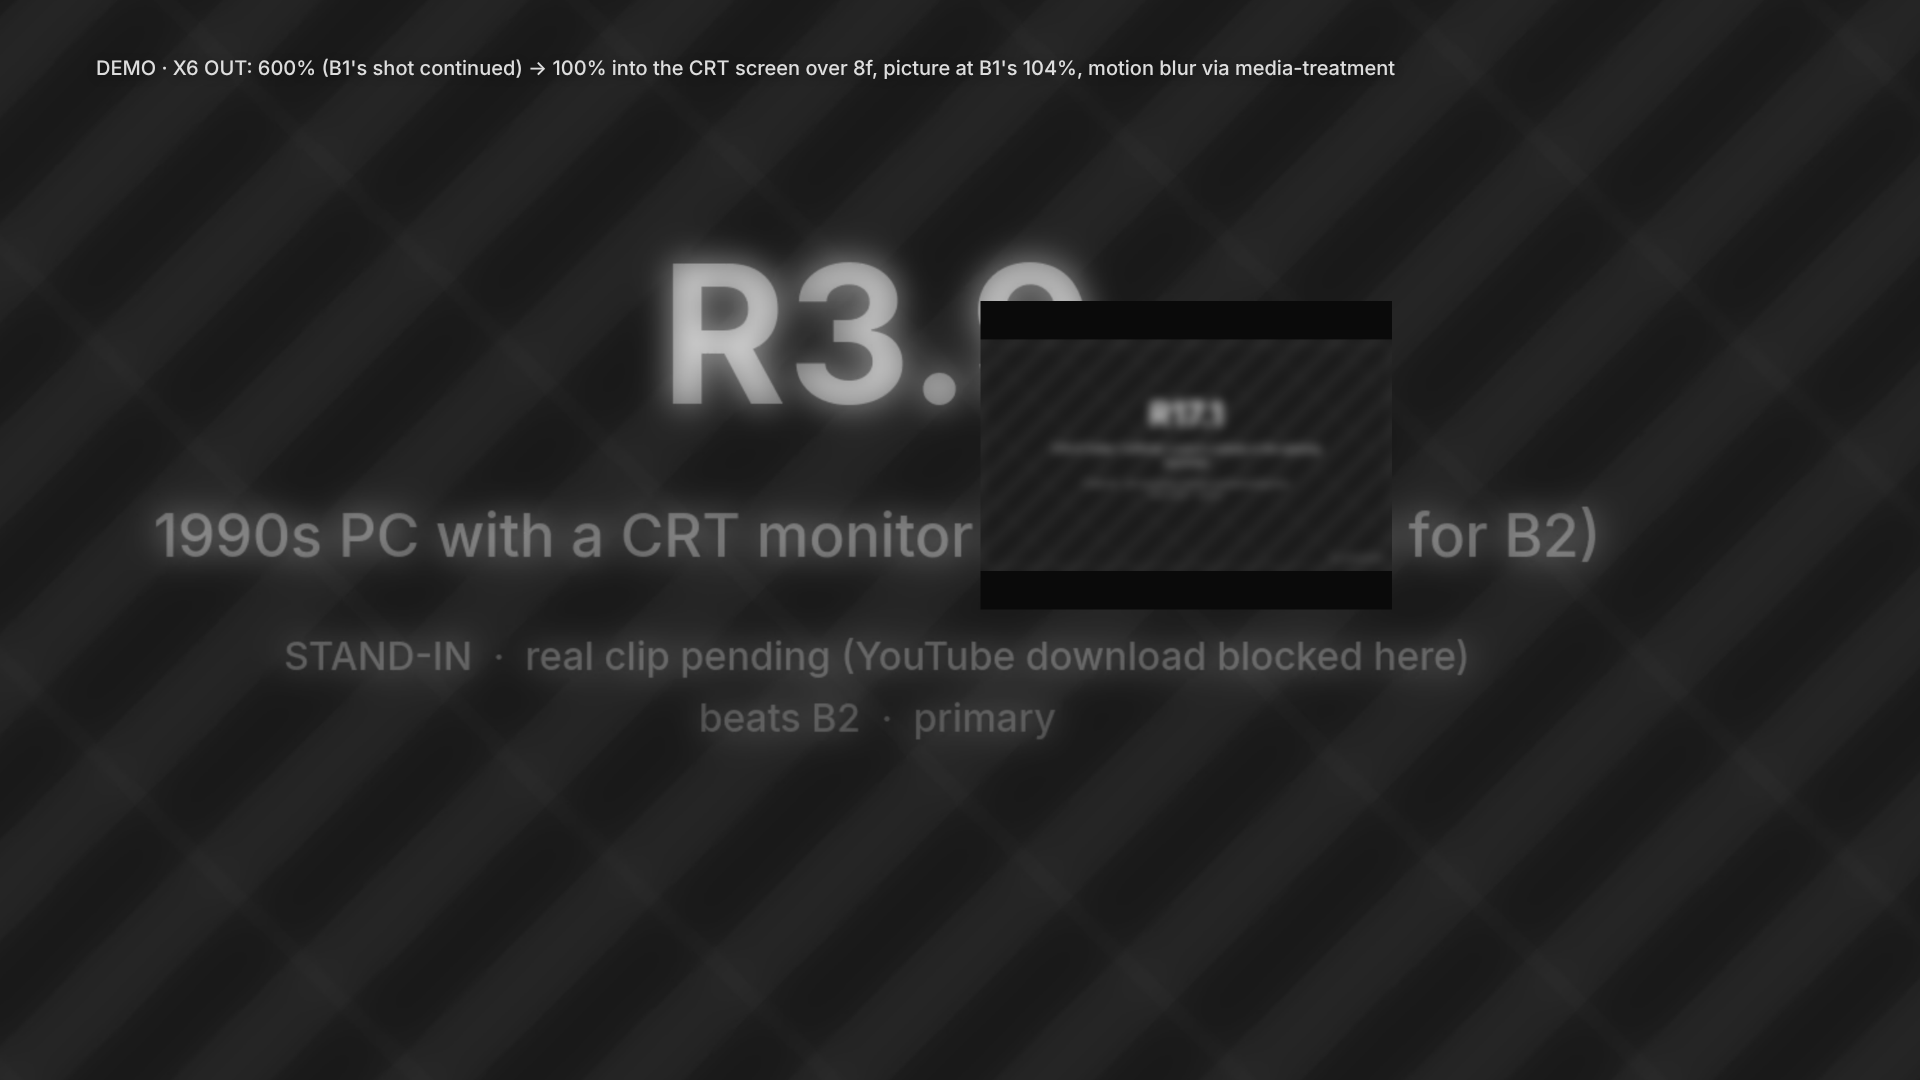 DEMO · X6 OUT: 600% (B1's shot continued) → 100% into the CRT screen over 8f, picture at B1's 104%, motion blur via media-treatment
R3.
R17.1
1990s PC with a CRT monitor for B2)
STAND-IN · real clip pending (YouTube download blocked here)
beats B2 · primary